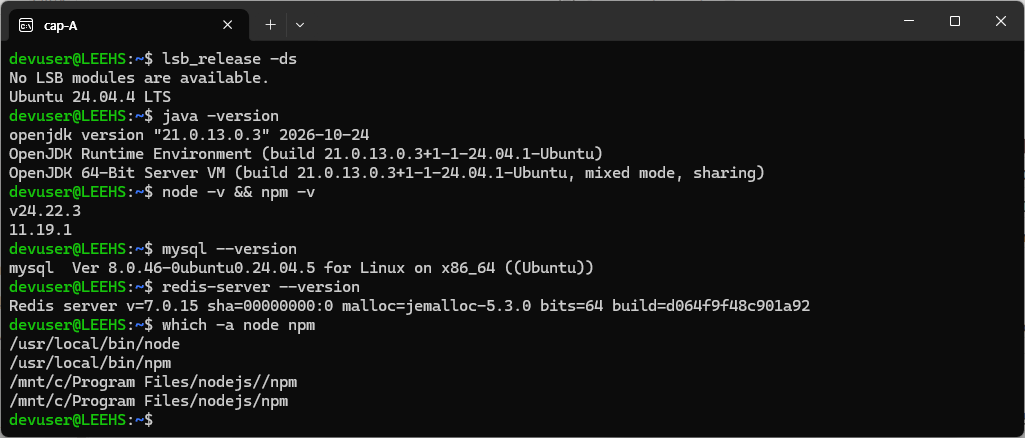 cap-A
devuser@LEEHS:~$ lsb_release -ds
No LSB modules are available.
Ubuntu 24.04.4 LTS
devuser@LEEHS:~$ java -version
openjdk version "21.0.13.0.3" 2026-10-24
OpenJDK Runtime Environment (build 21.0.13.0.3+1-1-24.04.1-Ubuntu)
OpenJDK 64-Bit Server VM (build 21.0.13.0.3+1-1-24.04.1-Ubuntu, mixed mode, sharing)
devuser@LEEHS:~$ node -v && npm -v
v24.22.3
11.19.1
devuser@LEEHS:~$ mysql --version
mysql  Ver 8.0.46-0ubuntu0.24.04.5 for Linux on x86_64 ((Ubuntu))
devuser@LEEHS:~$ redis-server --version
Redis server v=7.0.15 sha=00000000:0 malloc=jemalloc-5.3.0 bits=64 build=d064f9f48c901a92
devuser@LEEHS:~$ which -a node npm
/usr/local/bin/node
/usr/local/bin/npm
/mnt/c/Program Files/nodejs//npm
/mnt/c/Program Files/nodejs/npm
devuser@LEEHS:~$